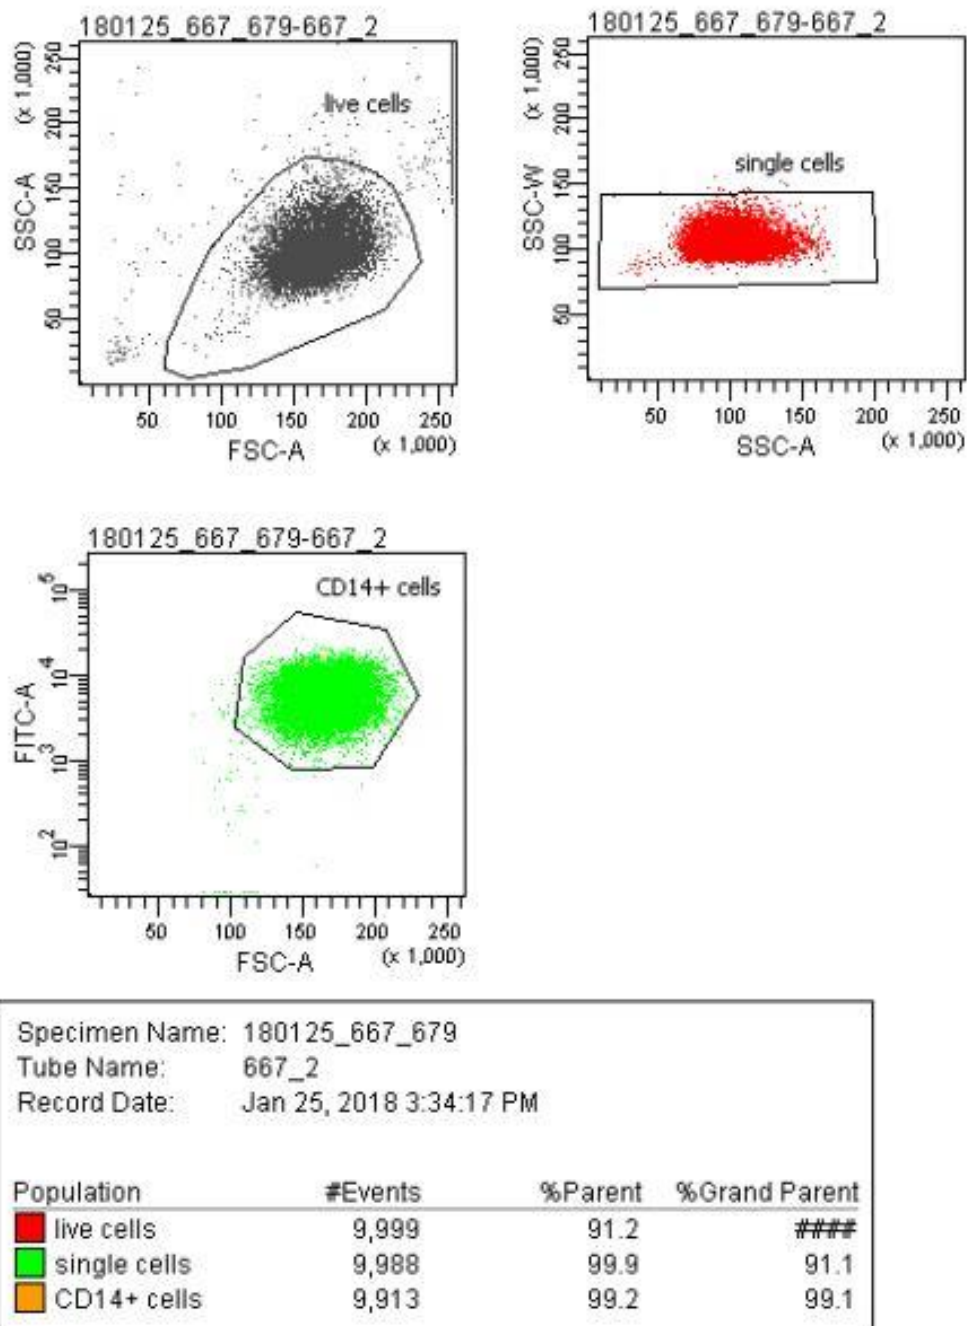 180125_667_679-667_2
live cells
SSC-A
(x 1,000)
50
100
150
200
250
50
100
150
200
250
FSC-A
(x 1,000)
180125_667_679-667_2
single cells
SSC-W
(x 1,000)
50
100
150
200
250
50
100
150
200
250
SSC-A
(x 1,000)
180125_667_679-667_2
CD14+ cells
FITC-A
10^2
10^3
10^4
10^5
50
100
150
200
250
FSC-A
(x 1,000)
Specimen Name: 180125_667_679
Tube Name: 667_2
Record Date: Jan 25, 2018 3:34:17 PM
Population #Events %Parent %Grand Parent
live cells 9,999 91.2 ####
single cells 9,988 99.9 91.1
CD14+ cells 9,913 99.2 99.1